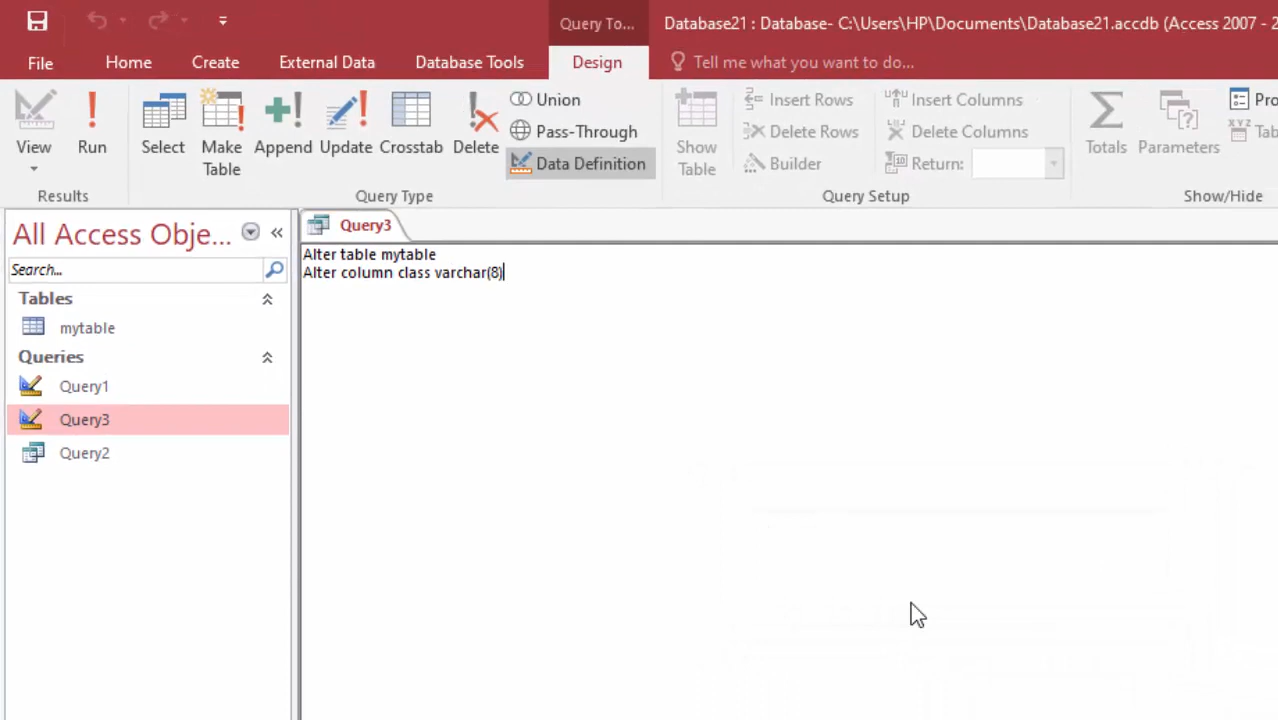 Query To...
Database21 : Database- C:\Users\HP\Documents\Database21.accdb (Access 2007 - 2
File
Home
Create
External Data
Database Tools
Design
Tell me what you want to do...
View
Run
Select
Make
Table
Append
Update
Crosstab
Delete
Union
Pass-Through
Data Definition
Show
Table
Insert Rows
Delete Rows
Builder
Insert Columns
Delete Columns
Return:
Totals
Parameters
Pro
Tab
Results
Query Type
Query Setup
Show/Hide
All Access Obje...
Search...
Tables
mytable
Queries
Query1
Query3
Query2
Query3
Alter table mytable
Alter column class varchar(8)